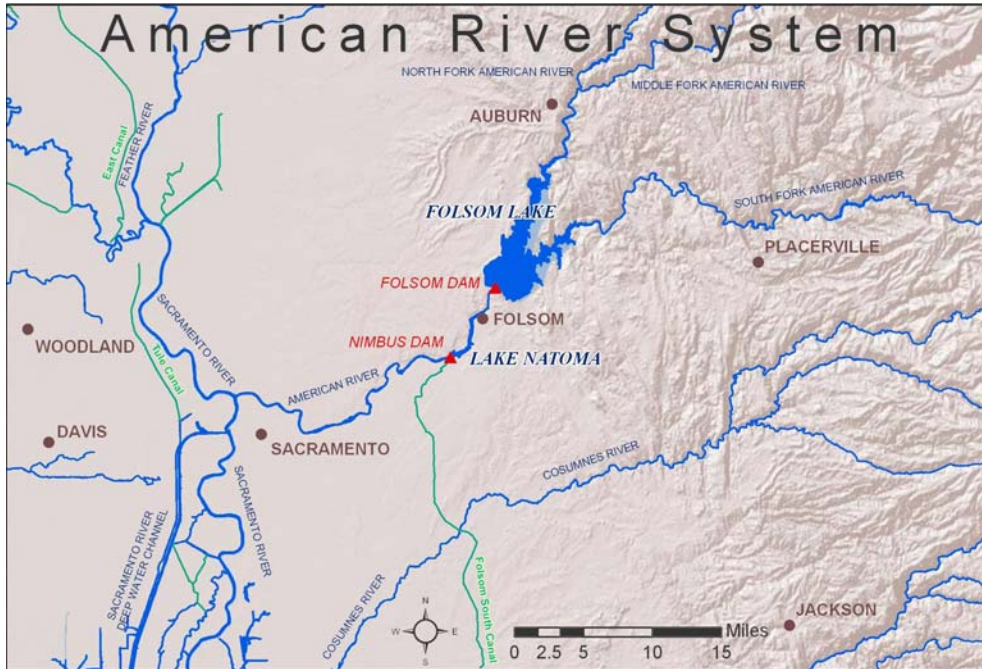 American River System
NORTH FORK AMERICAN RIVER
MIDDLE FORK AMERICAN RIVER
AUBURN
East Canal
FEATHER RIVER
SOUTH FORK AMERICAN RIVER
FOLSOM LAKE
PLACERVILLE
FOLSOM DAM
SACRAMENTO RIVER
FOLSOM
WOODLAND
NIMBUS DAM
LAKE NATOMA
Tule Canal
AMERICAN RIVER
DAVIS
SACRAMENTO
COSUMNES RIVER
SACRAMENTO RIVER
SACRAMENTO RIVER
DEEP WATER CHANNEL
COSUMNES RIVER
Folsom South Canal
N
W E
S
JACKSON
Miles
0 2.5 5 10 15